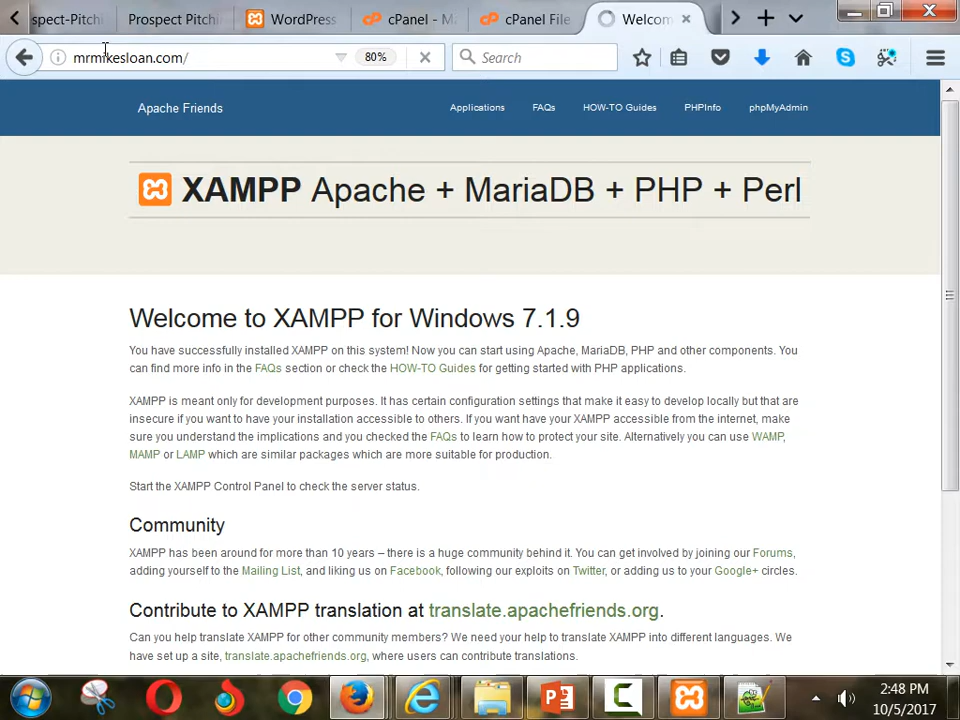 spect-Pitchi Prospect Pitchi WordPress cPanel - Ma cPanel File Welcom
mrmikesloan.com/ 80% Search
Apache Friends Applications FAQs HOW-TO Guides PHPInfo phpMyAdmin
XAMPP Apache + MariaDB + PHP + Perl
Welcome to XAMPP for Windows 7.1.9
You have successfully installed XAMPP on this system! Now you can start using Apache, MariaDB, PHP and other components. You
can find more info in the FAQs section or check the HOW-TO Guides for getting started with PHP applications.
XAMPP is meant only for development purposes. It has certain configuration settings that make it easy to develop locally but that are
insecure if you want to have your installation accessible to others. If you want have your XAMPP accessible from the internet, make
sure you understand the implications and you checked the FAQs to learn how to protect your site. Alternatively you can use WAMP,
MAMP or LAMP which are similar packages which are more suitable for production.
Start the XAMPP Control Panel to check the server status.
Community
XAMPP has been around for more than 10 years – there is a huge community behind it. You can get involved by joining our Forums,
adding yourself to the Mailing List, and liking us on Facebook, following our exploits on Twitter, or adding us to your Google+ circles.
Contribute to XAMPP translation at translate.apachefriends.org.
Can you help translate XAMPP for other community members? We need your help to translate XAMPP into different languages. We
have set up a site, translate.apachefriends.org, where users can contribute translations.
2:48 PM
10/5/2017